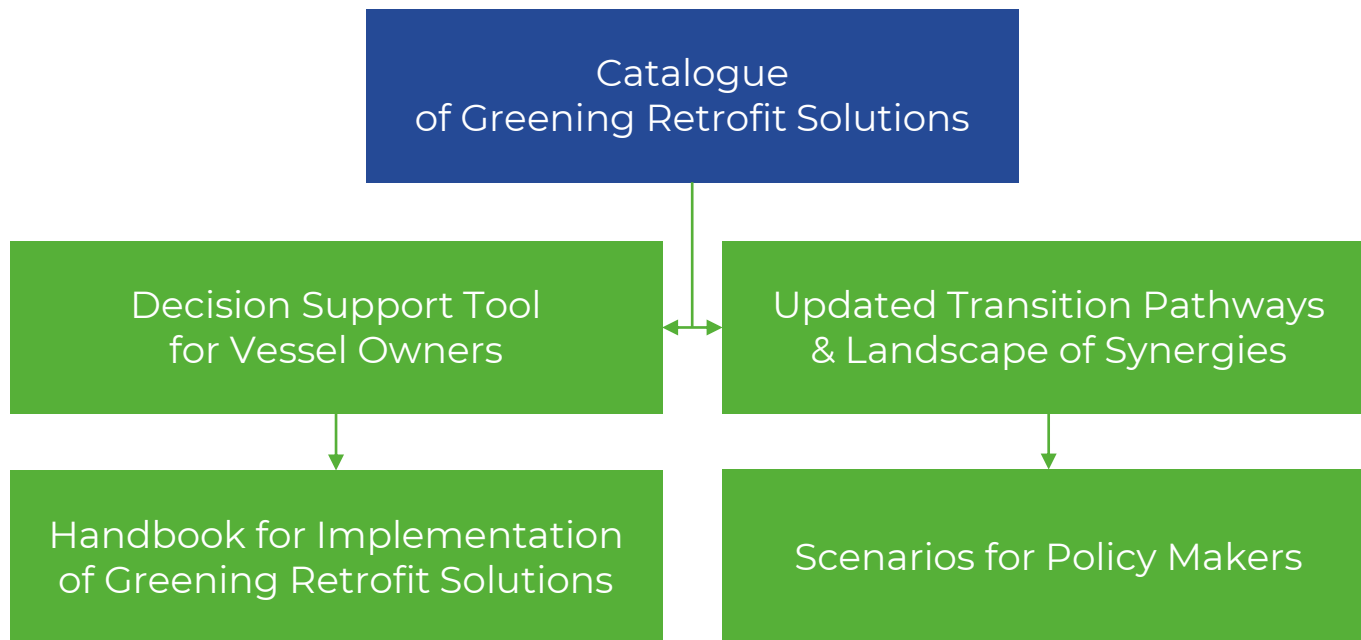 Catalogue
of Greening Retrofit Solutions
Decision Support Tool
for Vessel Owners
Updated Transition Pathways
& Landscape of Synergies
Handbook for Implementation
of Greening Retrofit Solutions
Scenarios for Policy Makers